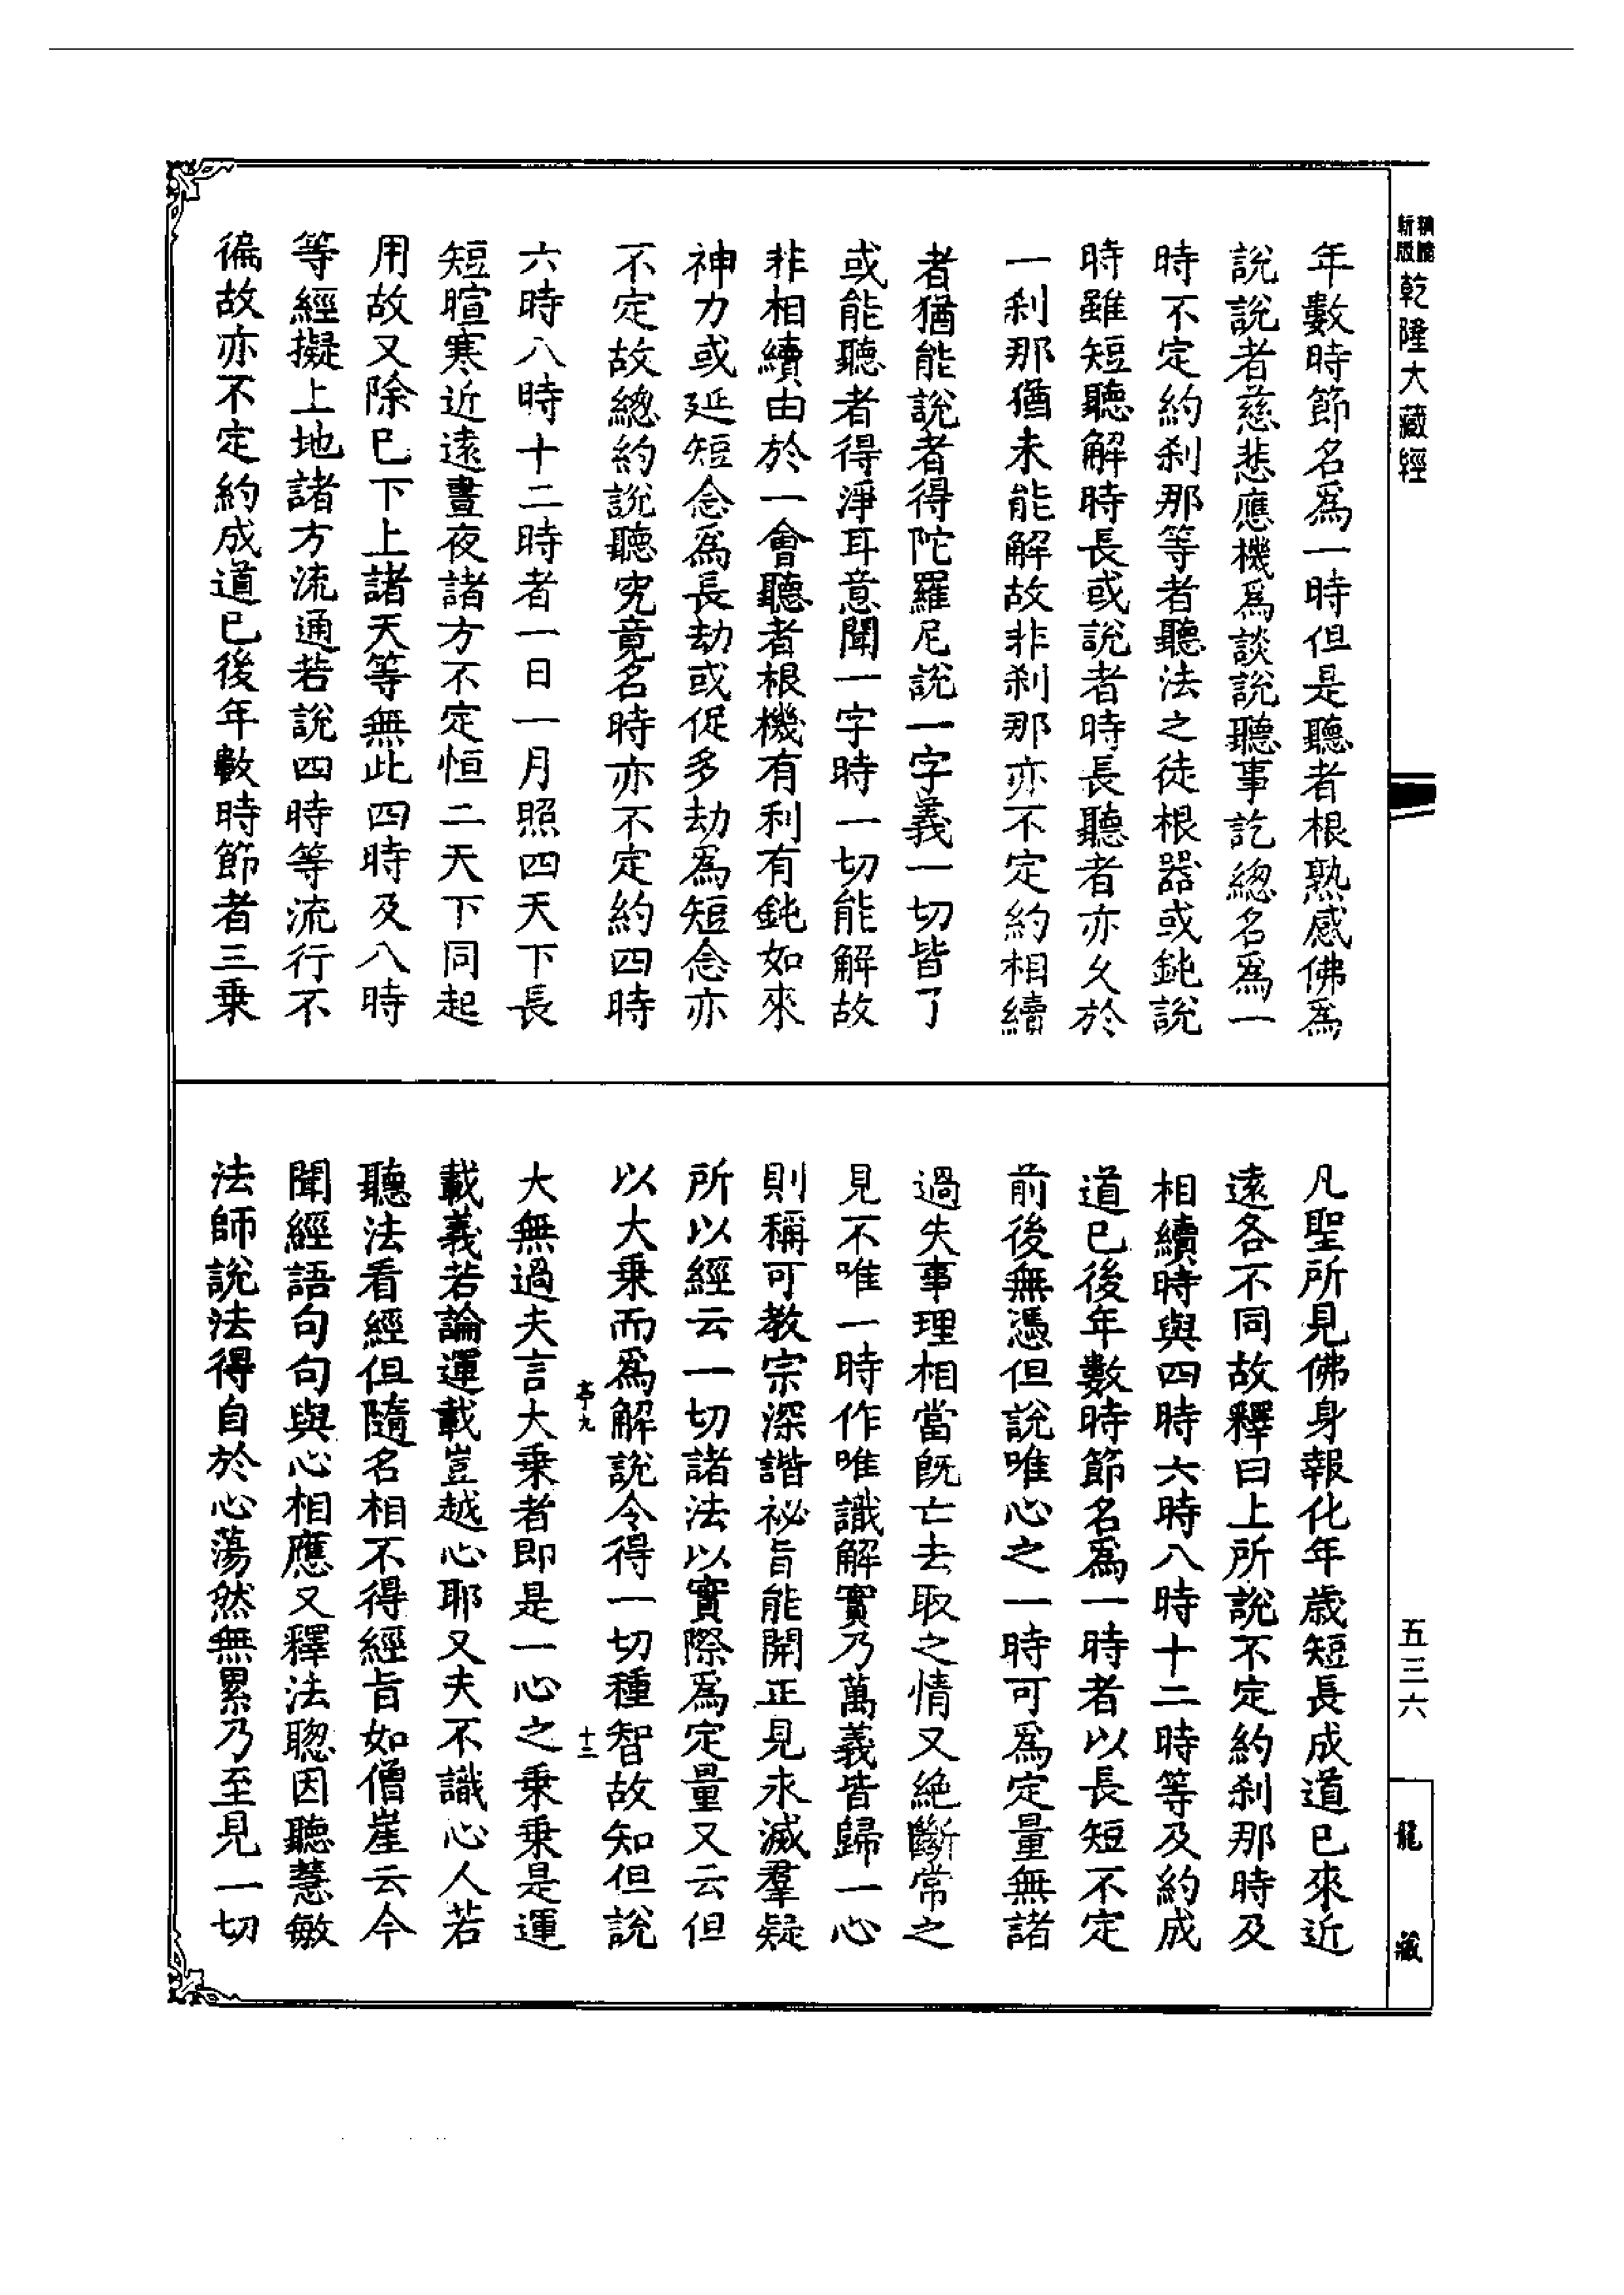 新版
精縮
乾隆大藏經
年數時節名爲一時但是聽者根熟感佛爲
說說者慈悲應機爲談說聽事訖總名爲一
時不定約刹那等者聽法之徒根器或鈍說
時雖短聽解時長或說者時長聽者亦久於
一刹那猶未能解故非刹那亦不定約相續
者猶能說者得陀羅尼說一字義一切皆了
或能聽者得淨耳意聞一字時一切能解故
非相續由於一會聽者根機有利有鈍如來
神力或延短念爲長劫或促多劫爲短念亦
不定故總約說聽究竟名時亦不定約四時
六時八時十二時者一日一月照四天下長
短暄寒近遠晝夜諸方不定恒二天下同起
用故又除已下上諸天等無此四時及八時
等經擬上地諸方流通若說四時等流行不
徧故亦不定約成道已後年數時節者三乘
凡聖所見佛身報化年歲短長成道已來近
遠各不同故釋曰上所說不定約刹那時及
相續時與四時六時八時十二時等及約成
道已後年數時節名爲一時者以長短不定
前後無憑但說唯心之一時可爲定量無諸
過失事理相當既亡去取之情又絶斷常之
見不唯一時作唯識解實乃萬義皆歸一心
則稱可教宗深諧祕旨能開正見永滅羣疑
所以經云一切諸法以實際爲定量又云但
以大乘而爲解說令得一切種智故知但說
亭九
十三
大無過夫言大乘者即是一心之乘乘是運
載義若論運載豈越心耶又夫不識心人若
聽法看經但隨名相不得經旨如僧崖云今
聞經語句句與心相應又釋法聰因聽慧敏
法師說法得自於心蕩然無累乃至見一切
五三六
龍藏